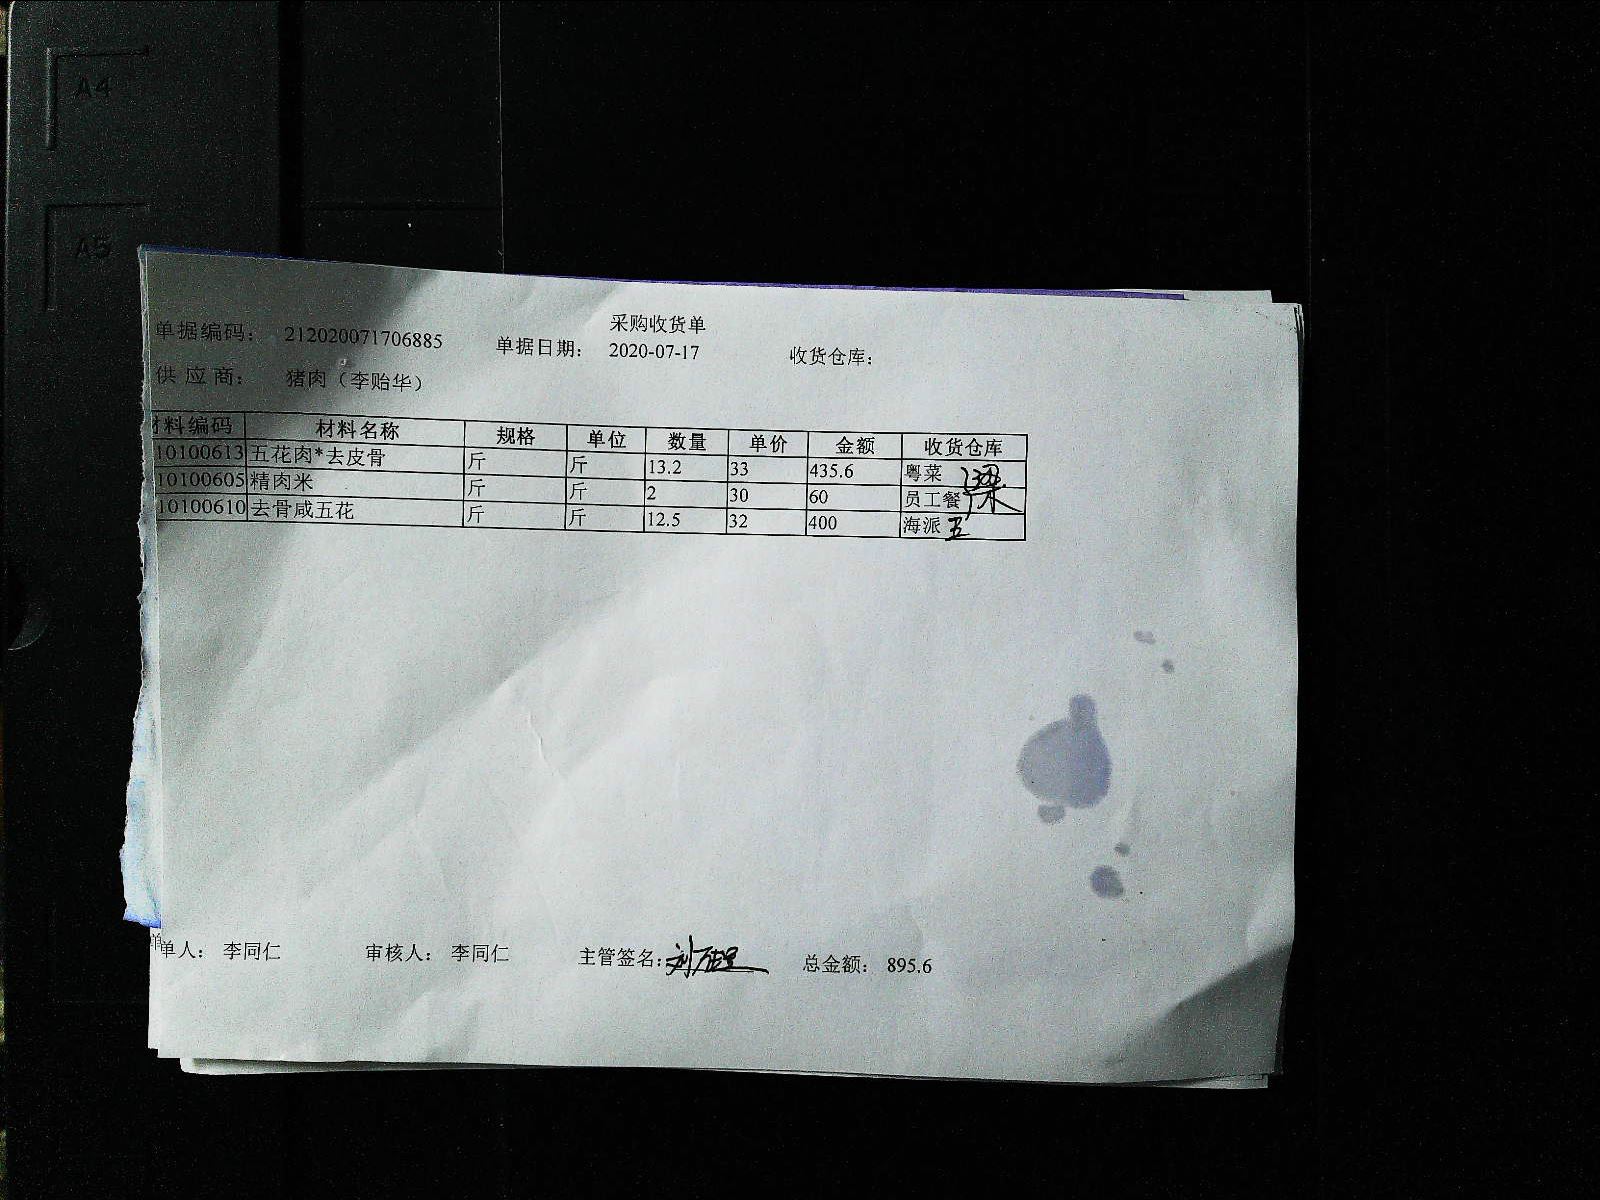 A4
A5
采购收货单
单据编码: 212020071706885 单据日期: 2020-07-17 收货仓库:
供应商: 猪肉（李贻华）
材料编码 材料名称 规格 单位 数量 单价 金额 收货仓库
10100613 五花肉*去皮骨 斤 斤 13.2 33 435.6 粤菜
10100605 精肉米 斤 斤 2 30 60 员工餐
10100610 去骨咸五花 斤 斤 12.5 32 400 海派
单人: 李同仁 审核人: 李同仁 主管签名: 总金额: 895.6